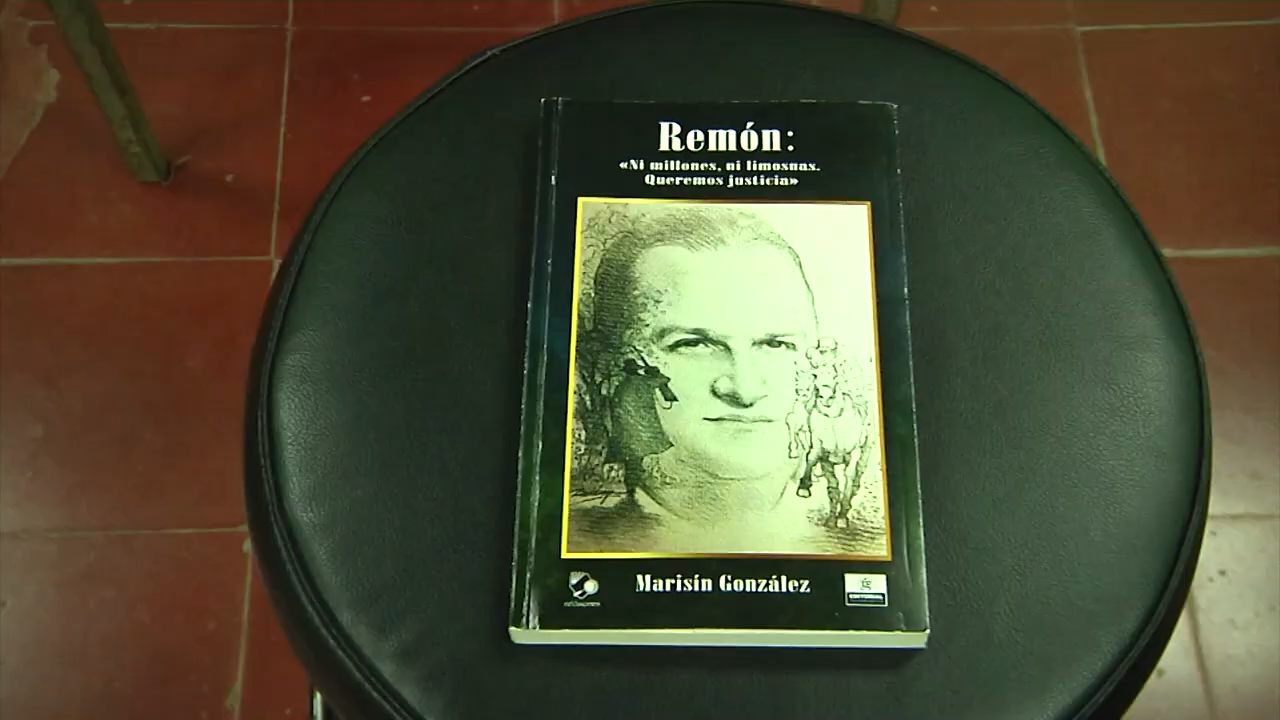 Remón:
«Ni millones, ni limosnas.
Queremos justicia»
Marisín González